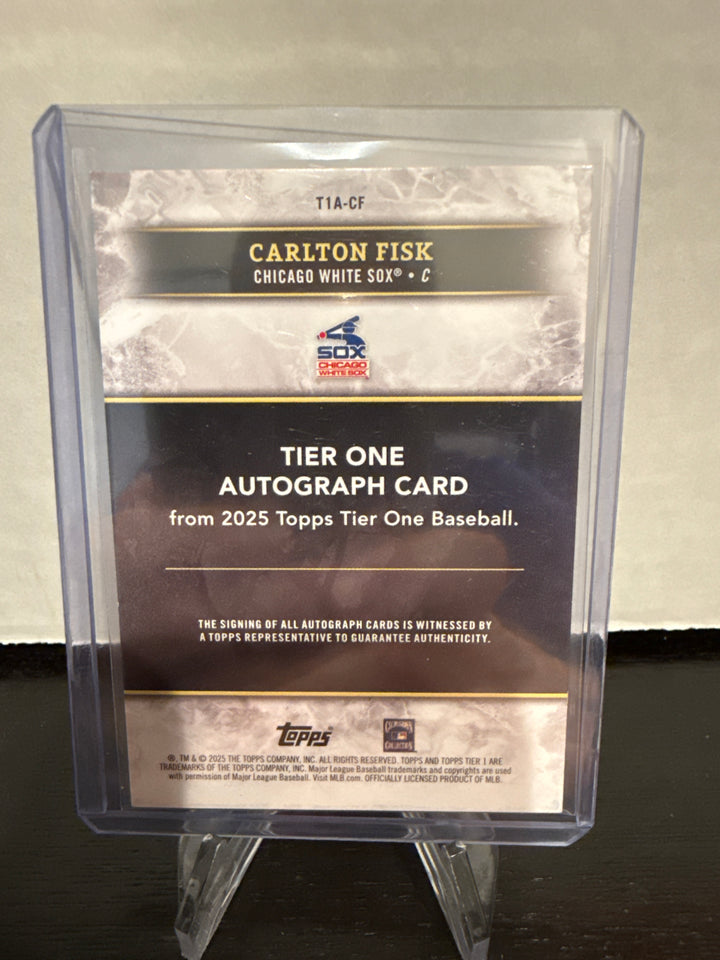 T1A-CF
CARLTON FISK
CHICAGO WHITE SOX® • C
SOX
CHICAGO
WHITE SOX
TIER ONE
AUTOGRAPH CARD
from 2025 Topps Tier One Baseball.
THE SIGNING OF ALL AUTOGRAPH CARDS IS WITNESSED BY
A TOPPS REPRESENTATIVE TO GUARANTEE AUTHENTICITY.
Topps
COOPERSTOWN
COLLECTION
®, TM & © 2025 THE TOPPS COMPANY, INC. ALL RIGHTS RESERVED. TOPPS AND TOPPS TIER 1 ARE
TRADEMARKS OF THE TOPPS COMPANY, INC. Major League Baseball trademarks and copyrights are used
with permission of Major League Baseball. Visit MLB.com. OFFICIALLY LICENSED PRODUCT OF MLB.